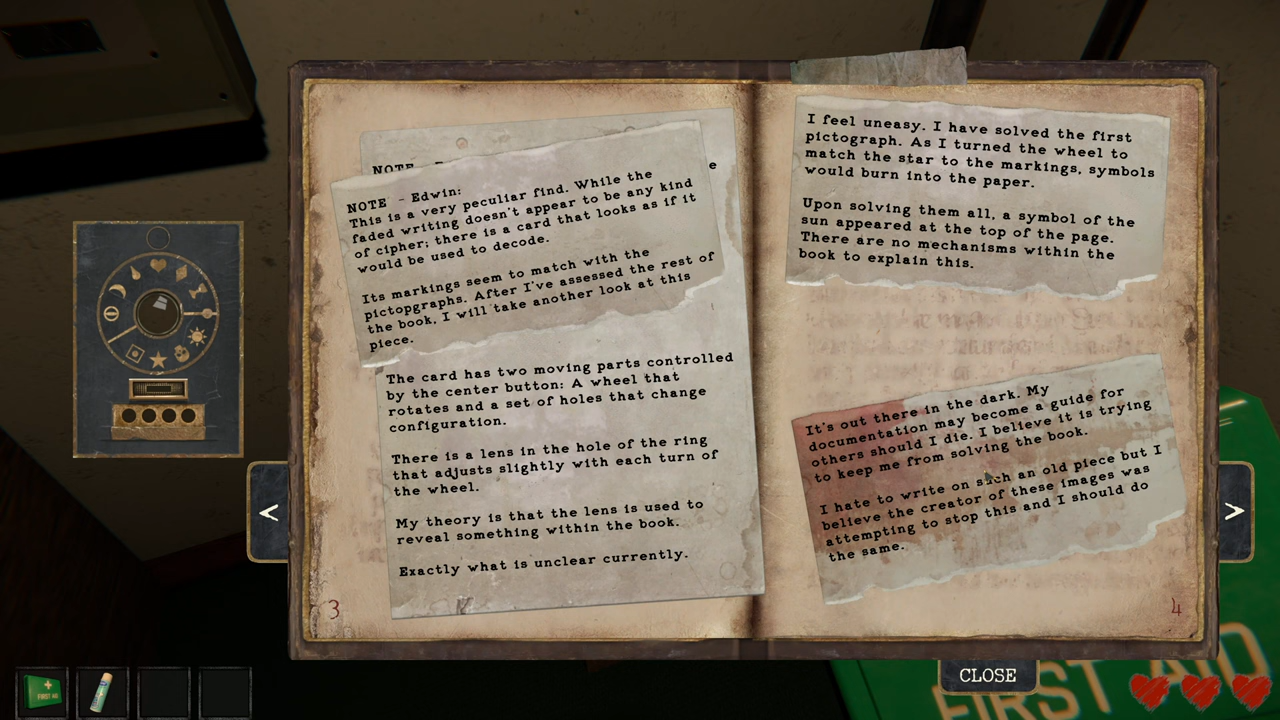 NOTE
e
NOTE - Edwin:
This is a very peculiar find. While the
faded writing doesn't appear to be any kind
of cipher; there is a card that looks as if it
would be used to decode.
Its markings seem to match with the
pictopgraphs. After I've assessed the rest of
the book, I will take another look at this
piece.
The card has two moving parts controlled
by the center button: A wheel that
rotates and a set of holes that change
configuration.
There is a lens in the hole of the ring
that adjusts slightly with each turn of
the wheel.
My theory is that the lens is used to
reveal something within the book.
Exactly what is unclear currently.
3
I feel uneasy. I have solved the first
pictograph. As I turned the wheel to
match the star to the markings, symbols
would burn into the paper.
Upon solving them all, a symbol of the
sun appeared at the top of the page.
There are no mechanisms within the
book to explain this.
It's out there in the dark. My
documentation may become a guide for
others should I die. I believe it is trying
to keep me from solving the book.
I hate to write on such an old piece but I
believe the creator of these images was
attempting to stop this and I should do
the same.
4
<
>
CLOSE
FIRST AID
FIRST AID